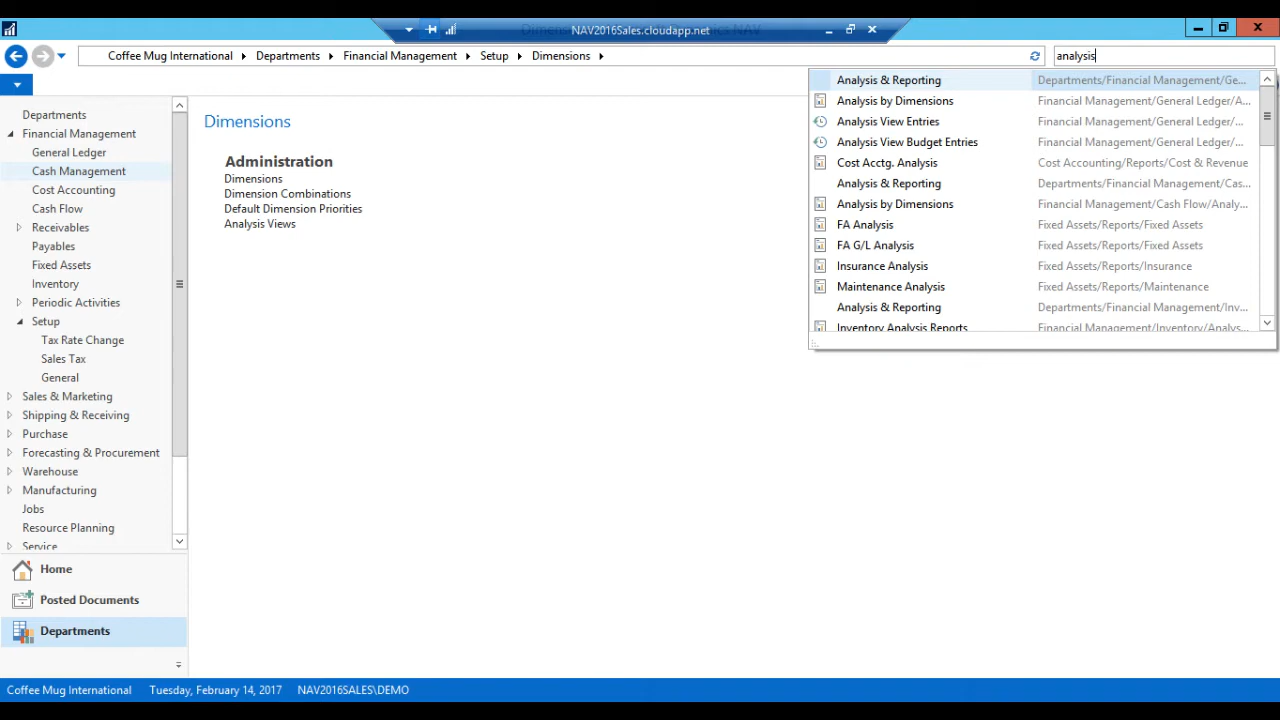 NAV2016Sales.cloudapp.net
Coffee Mug International Departments Financial Management Setup Dimensions
analysis
Departments
Financial Management
General Ledger
Cash Management
Cost Accounting
Cash Flow
Receivables
Payables
Fixed Assets
Inventory
Periodic Activities
Setup
Tax Rate Change
Sales Tax
General
Sales & Marketing
Shipping & Receiving
Purchase
Forecasting & Procurement
Warehouse
Manufacturing
Jobs
Resource Planning
Service
Home
Posted Documents
Departments
Dimensions
Administration
Dimensions
Dimension Combinations
Default Dimension Priorities
Analysis Views
Analysis & Reporting Departments/Financial Management/Ge...
Analysis by Dimensions Financial Management/General Ledger/A...
Analysis View Entries Financial Management/General Ledger/...
Analysis View Budget Entries Financial Management/General Ledger/...
Cost Acctg. Analysis Cost Accounting/Reports/Cost & Revenue
Analysis & Reporting Departments/Financial Management/Cas...
Analysis by Dimensions Financial Management/Cash Flow/Analy...
FA Analysis Fixed Assets/Reports/Fixed Assets
FA G/L Analysis Fixed Assets/Reports/Fixed Assets
Insurance Analysis Fixed Assets/Reports/Insurance
Maintenance Analysis Fixed Assets/Reports/Maintenance
Analysis & Reporting Departments/Financial Management/Inv...
Inventory Analysis Reports Financial Management/Inventory/Analys...
Coffee Mug International Tuesday, February 14, 2017 NAV2016SALES\DEMO